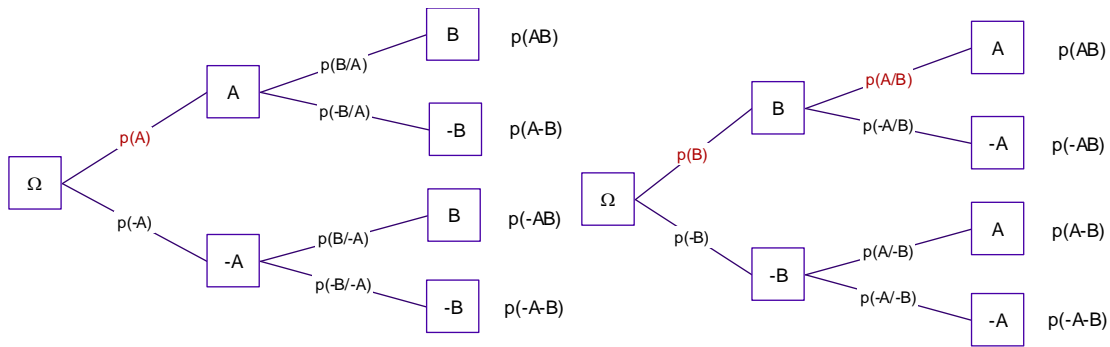 B p(AB)
p(B/A)
A
p(-B/A)
p(A)
-B p(A-B)
Ω
p(-A)
B p(-AB)
p(B/-A)
-A
p(-B/-A)
-B p(-A-B)
A p(AB)
p(A/B)
B
p(-A/B)
p(B)
-A p(-AB)
Ω
p(-B)
A p(A-B)
p(A/-B)
-B
p(-A/-B)
-A p(-A-B)